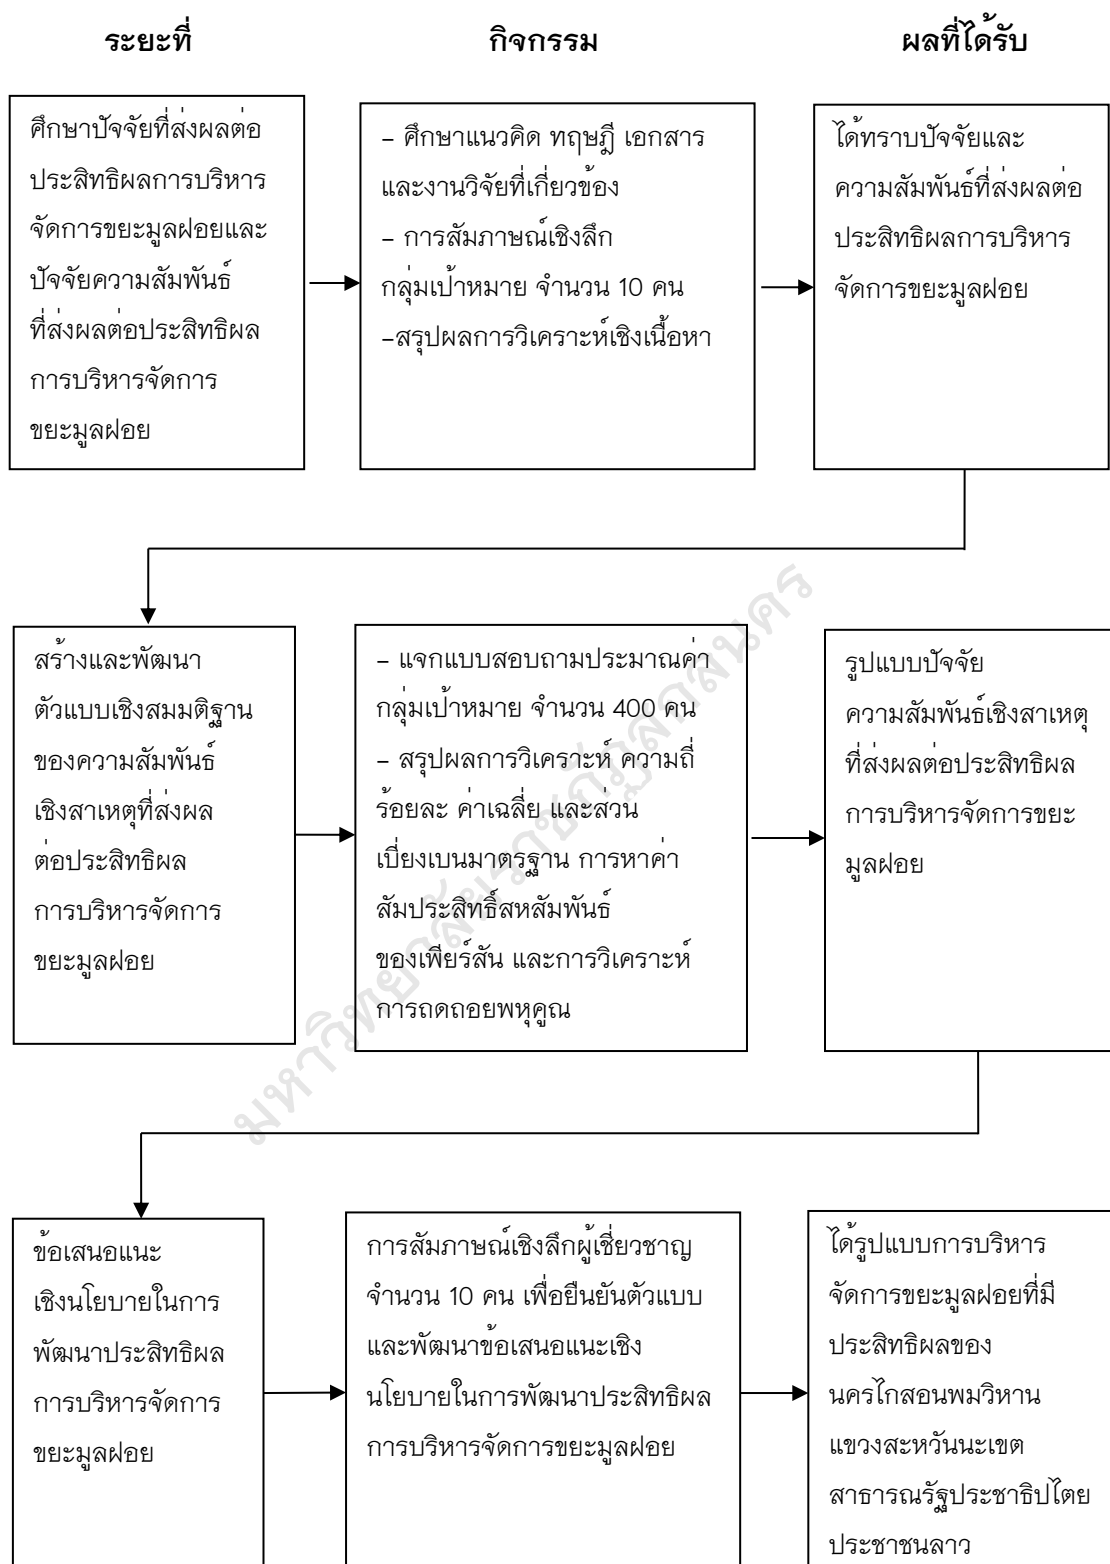 ระยะที่
กิจกรรม
ผลที่ได้รับ
ศึกษาปัจจัยที่ส่งผลต่อ
ประสิทธิผลการบริหาร
จัดการขยะมูลฝอยและ
ปัจจัยความสัมพันธ์
ที่ส่งผลต่อประสิทธิผล
การบริหารจัดการ
ขยะมูลฝอย
– ศึกษาแนวคิด ทฤษฎี เอกสาร
และงานวิจัยที่เกี่ยวข้อง
– การสัมภาษณ์เชิงลึก
กลุ่มเป้าหมาย จำนวน 10 คน
–สรุปผลการวิเคราะห์เชิงเนื้อหา
ได้ทราบปัจจัยและ
ความสัมพันธ์ที่ส่งผลต่อ
ประสิทธิผลการบริหาร
จัดการขยะมูลฝอย
สร้างและพัฒนา
ตัวแบบเชิงสมมติฐาน
ของความสัมพันธ์
เชิงสาเหตุที่ส่งผล
ต่อประสิทธิผล
การบริหารจัดการ
ขยะมูลฝอย
– แจกแบบสอบถามประมาณค่า
กลุ่มเป้าหมาย จำนวน 400 คน
– สรุปผลการวิเคราะห์ ความถี่
ร้อยละ ค่าเฉลี่ย และส่วน
เบี่ยงเบนมาตรฐาน การหาค่า
สัมประสิทธิ์สหสัมพันธ์
ของเพียร์สัน และการวิเคราะห์
การถดถอยพหุคูณ
รูปแบบปัจจัย
ความสัมพันธ์เชิงสาเหตุ
ที่ส่งผลต่อประสิทธิผล
การบริหารจัดการขยะ
มูลฝอย
ข้อเสนอแนะ
เชิงนโยบายในการ
พัฒนาประสิทธิผล
การบริหารจัดการ
ขยะมูลฝอย
การสัมภาษณ์เชิงลึกผู้เชี่ยวชาญ
จำนวน 10 คน เพื่อยืนยันตัวแบบ
และพัฒนาข้อเสนอแนะเชิง
นโยบายในการพัฒนาประสิทธิผล
การบริหารจัดการขยะมูลฝอย
ได้รูปแบบการบริหาร
จัดการขยะมูลฝอยที่มี
ประสิทธิผลของ
นครไกสอนพมวิหาน
แขวงสะหวันนะเขต
สาธารณรัฐประชาธิปไตย
ประชาชนลาว
มหาวิทยาลัยราชภัฏสกลนคร